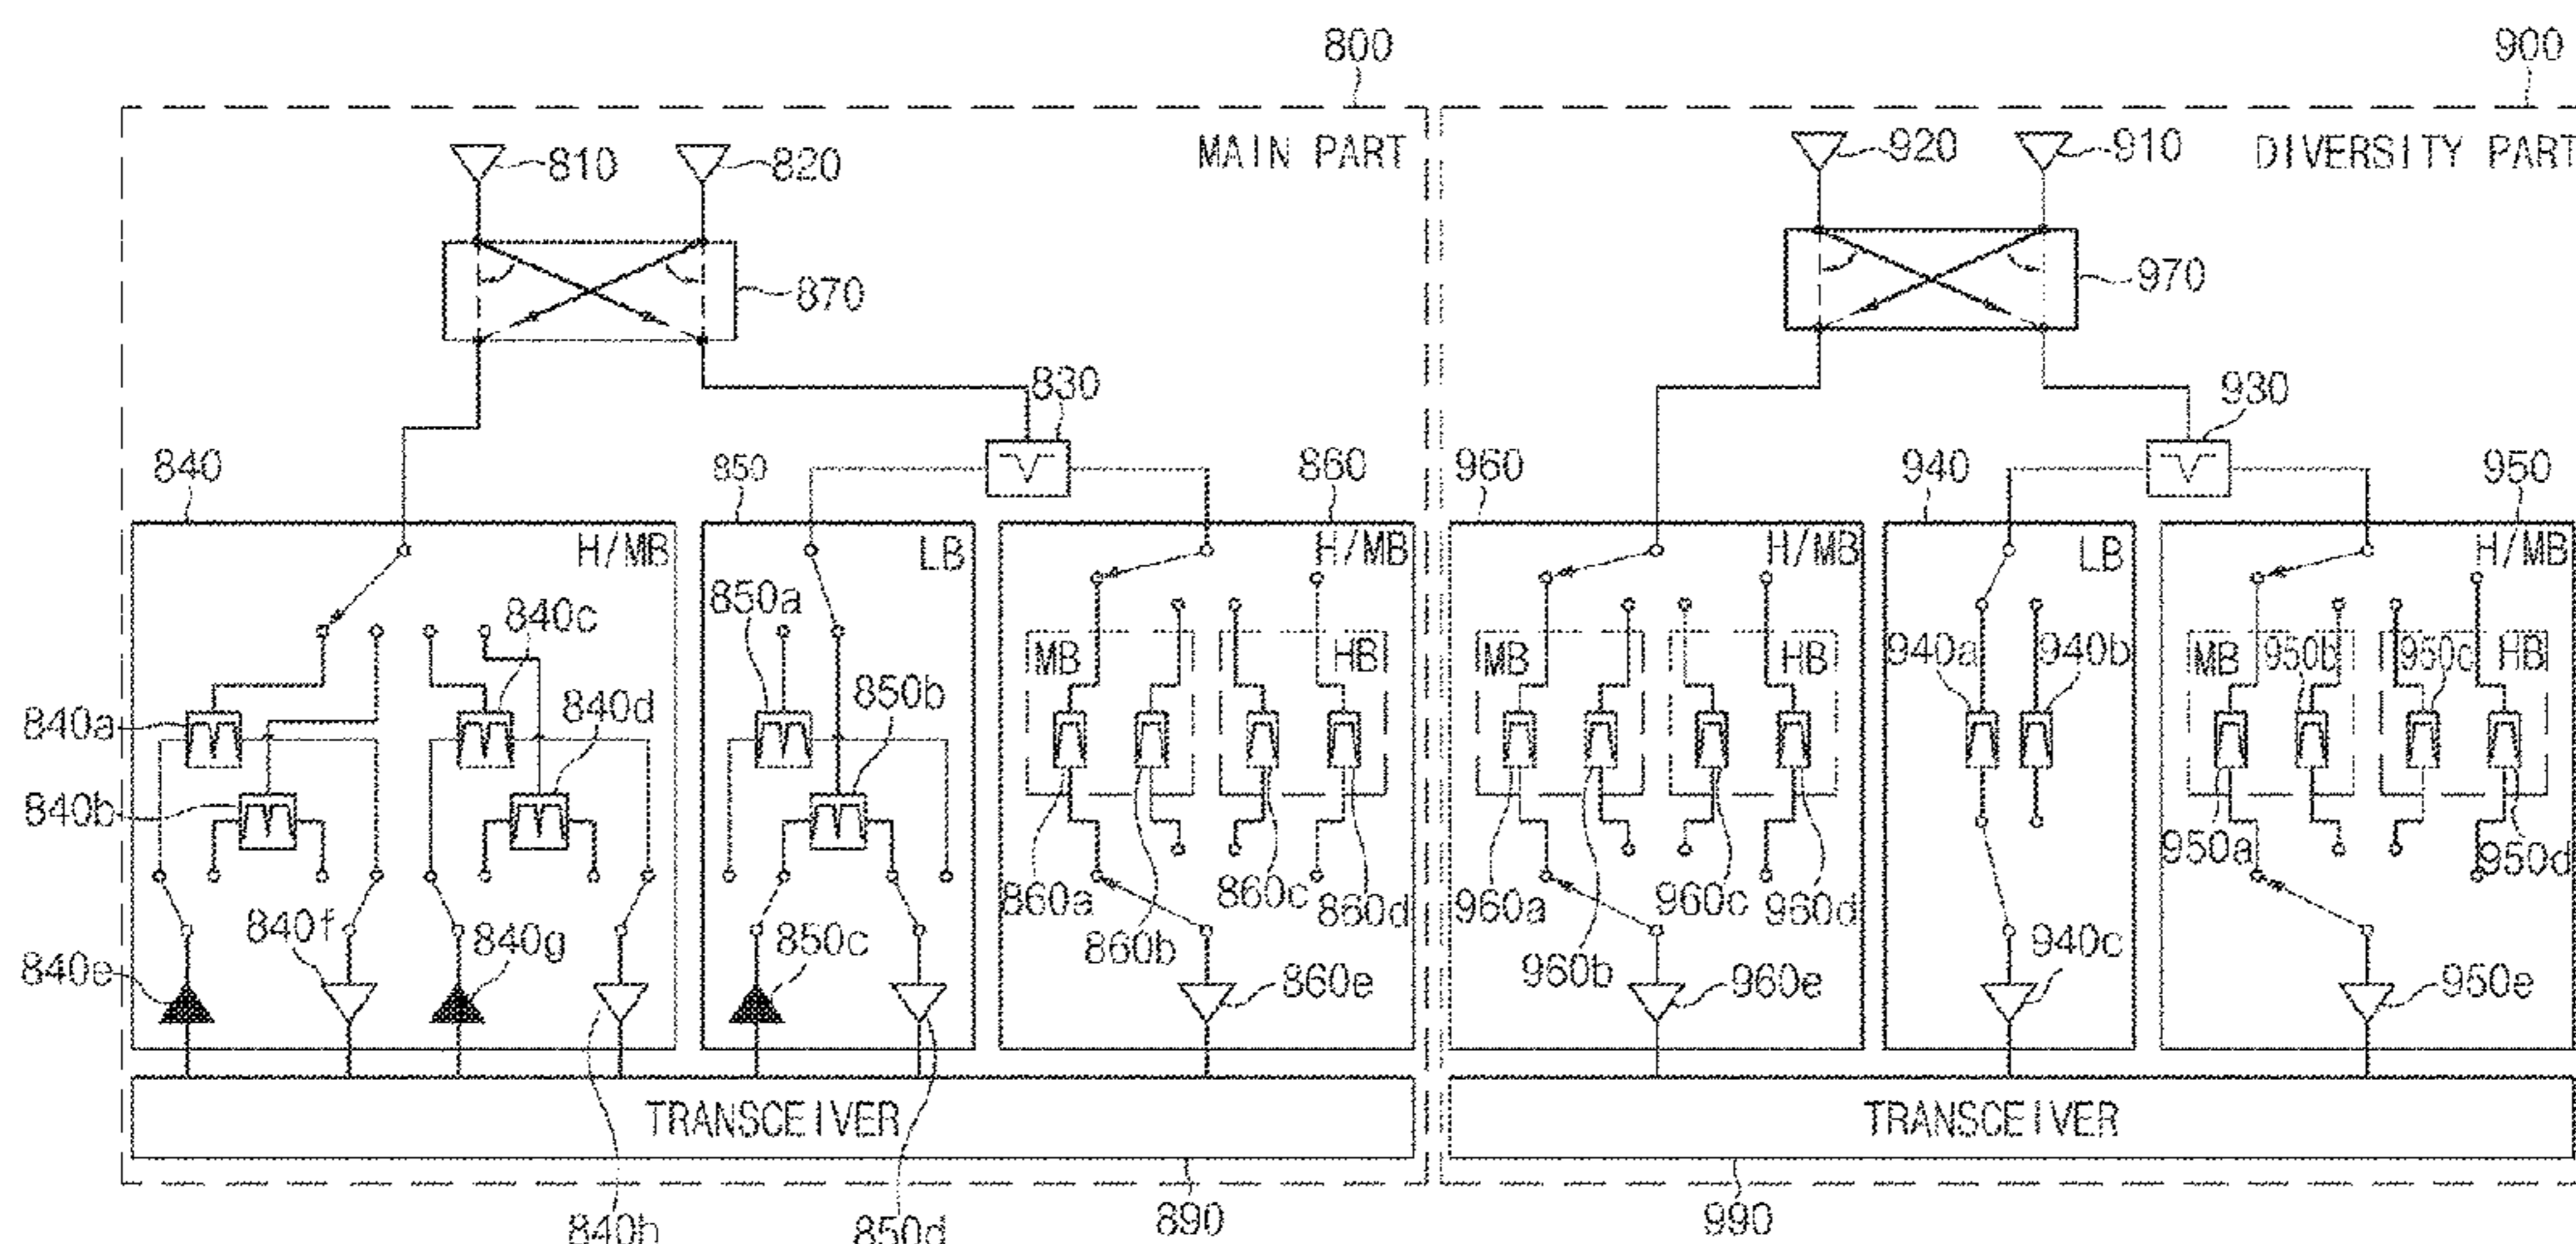 800 900
MAIN PART DIVERSITY PART
810 820 920 910
870 970
830 930
840 850 860 960 940 950
H/MB LB H/MB H/MB LB H/MB
850a 840c
MB HB MB HB 940a 940b MB 950b 950c HB
840a 840d 850b
840b
860a 860b 860c 860d 960a 960b 960c 960d 950a 950d
840e 840f 840g 850c 860e 960e 940c 950e
TRANSCEIVER TRANSCEIVER
840h 850d 890 990